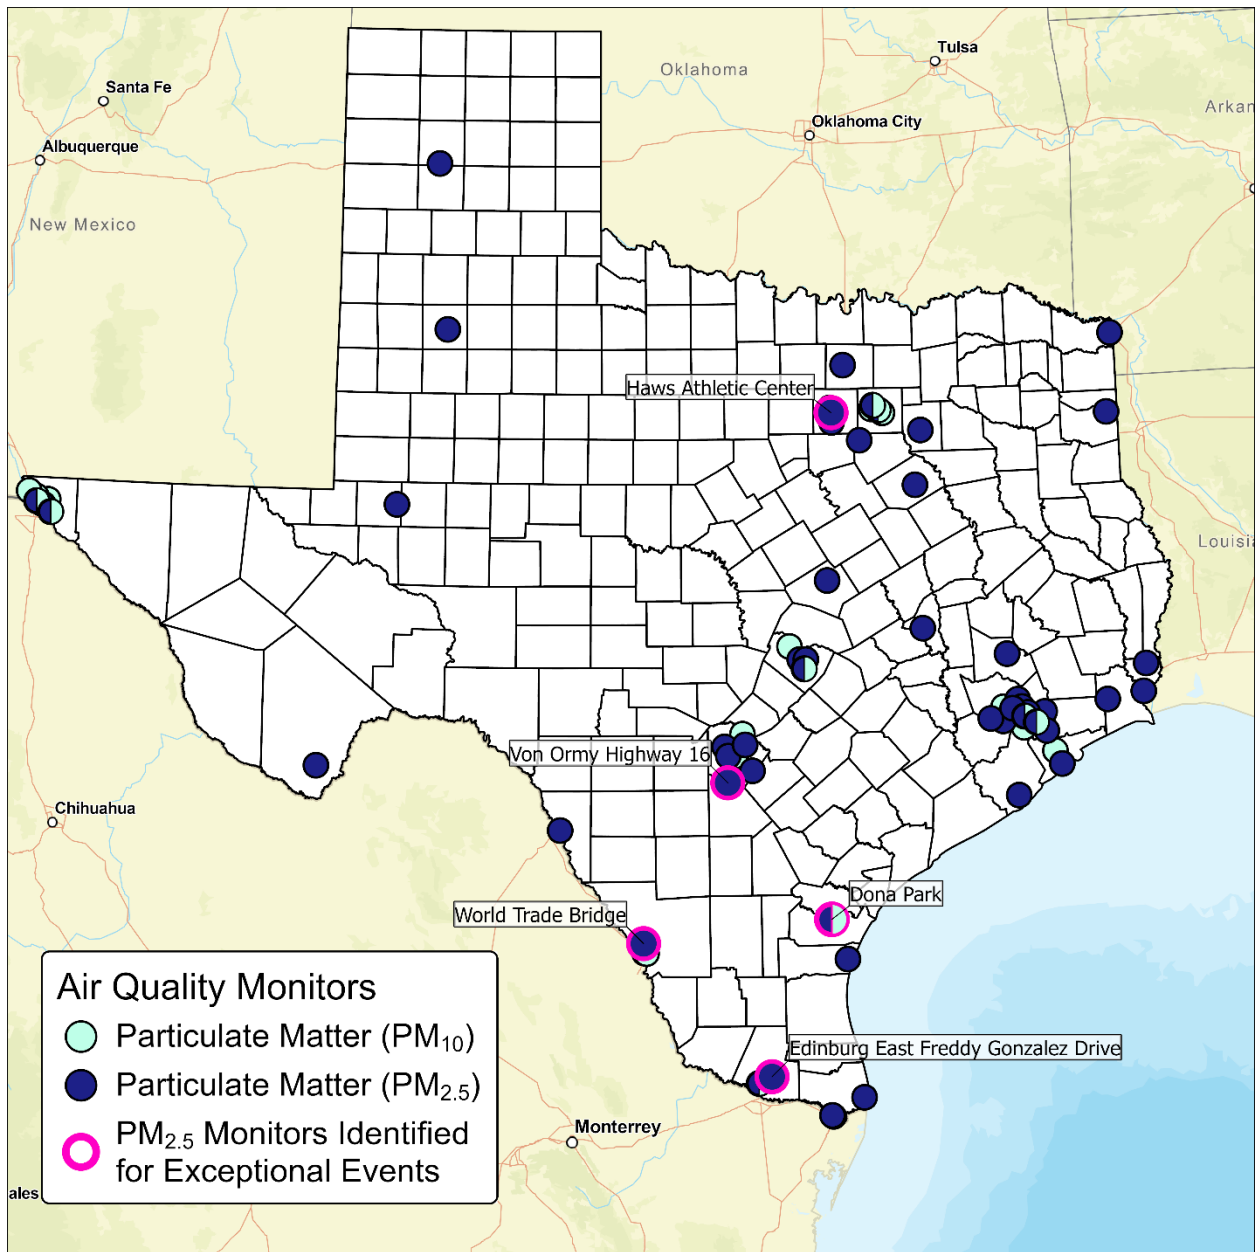 Tulsa
Oklahoma
Santa Fe
Arkan
Oklahoma City
Albuquerque
New Mexico
Haws Athletic Center
Louisia
Von Ormy Highway 16
Chihuahua
Dona Park
World Trade Bridge
Air Quality Monitors
Particulate Matter (PM₁₀)
Particulate Matter (PM₂.₅)
PM₂.₅ Monitors Identified
for Exceptional Events
Edinburg East Freddy Gonzalez Drive
Monterrey
ales